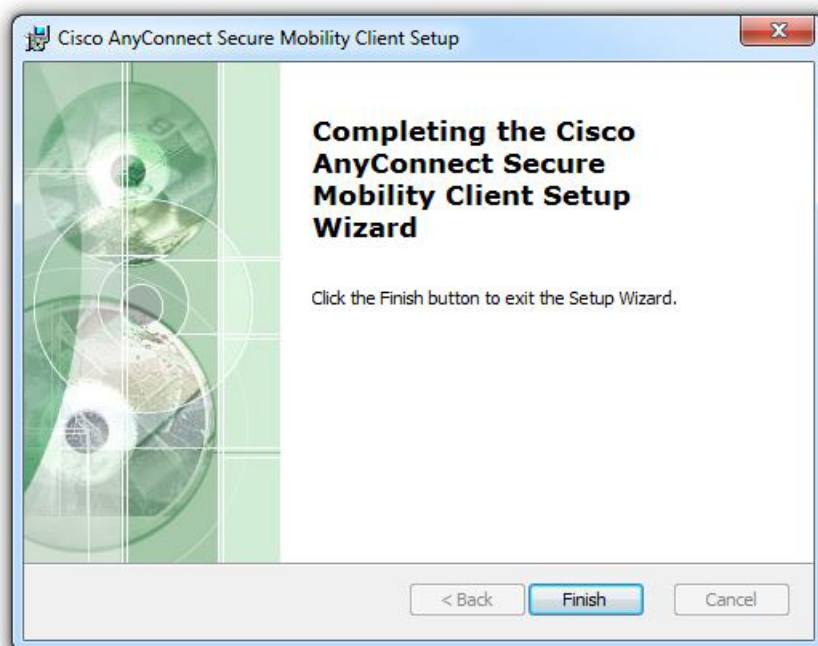 Cisco AnyConnect Secure Mobility Client Setup
Completing the Cisco
AnyConnect Secure
Mobility Client Setup
Wizard
Click the Finish button to exit the Setup Wizard.
< Back
Finish
Cancel